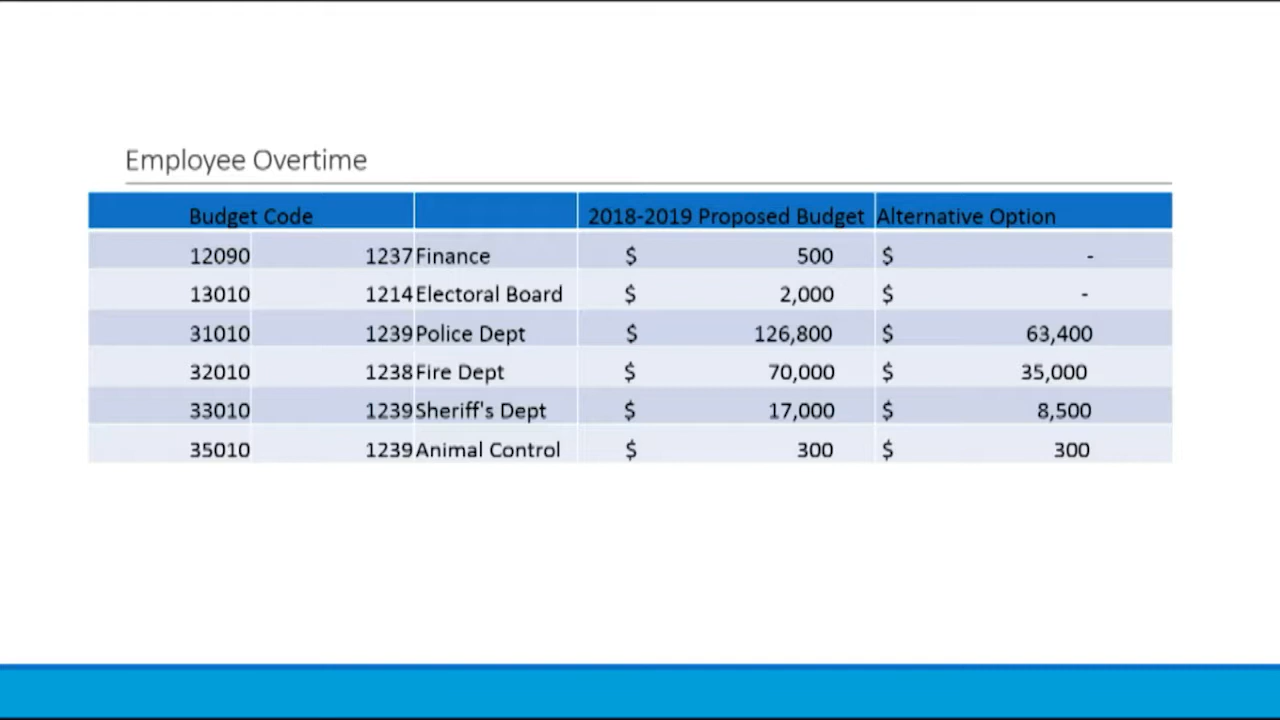 Employee Overtime
Budget Code 2018-2019 Proposed Budget Alternative Option
12090 1237 Finance $ 500 $ -
13010 1214 Electoral Board $ 2,000 $ -
31010 1239 Police Dept $ 126,800 $ 63,400
32010 1238 Fire Dept $ 70,000 $ 35,000
33010 1239 Sheriff's Dept $ 17,000 $ 8,500
35010 1239 Animal Control $ 300 $ 300